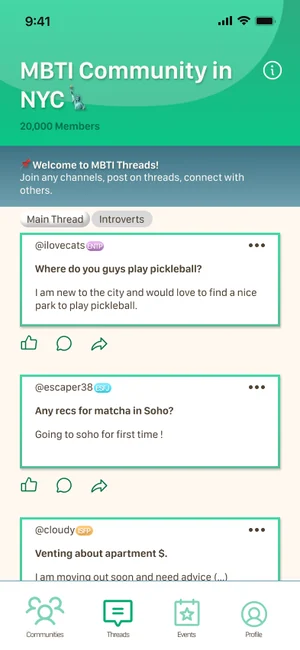 9:41
MBTI Community in
NYC🗽
20,000 Members
Welcome to MBTI Threads!
Join any channels, post on threads, connect with
others.
Main Thread Introverts
@ilovecats ENTP
Where do you guys play pickleball?
I am new to the city and would love to find a nice
park to play pickleball.
@escaper38 ESFJ
Any recs for matcha in Soho?
Going to soho for first time !
@cloudy ISFP
Venting about apartment $.
I am moving out soon and need advice (...)
Communities Threads Events Profile